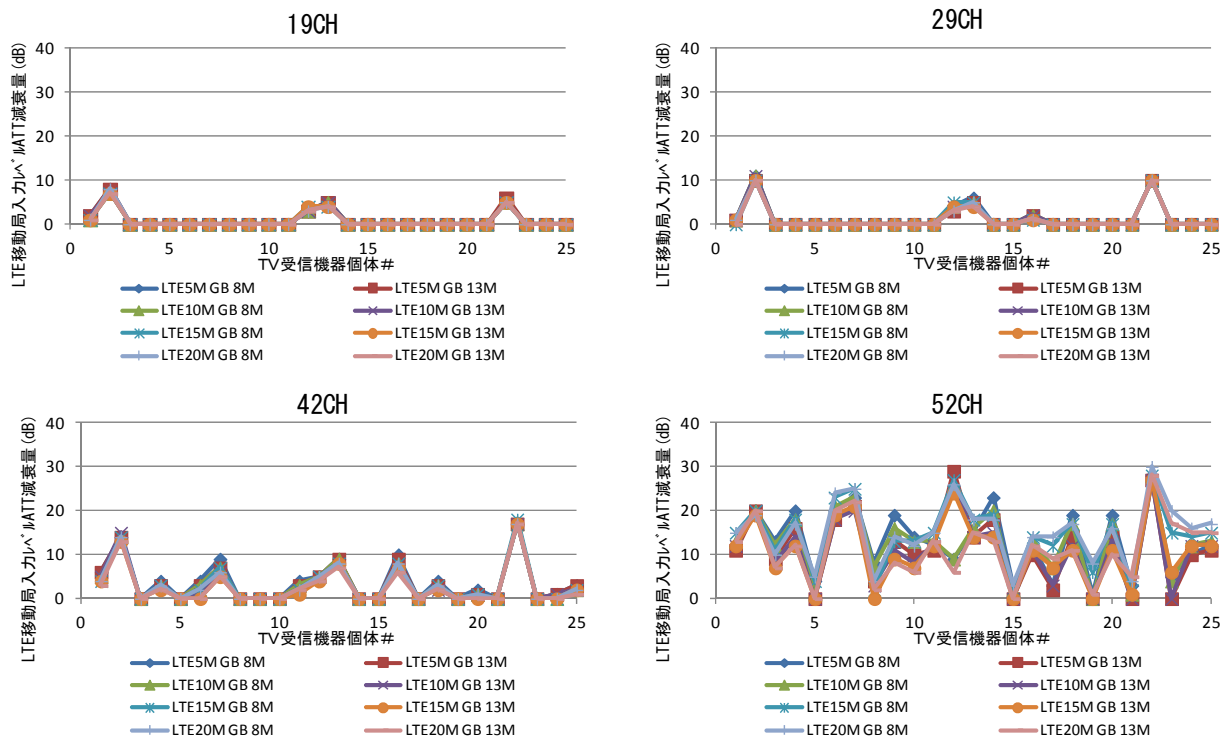 19CH
LTE移動局入力レベルATT減衰量(dB)
40
30
20
10
0
0 5 10 15 20 25
TV受信機器個体#
LTE5M GB 8M LTE5M GB 13M
LTE10M GB 8M LTE10M GB 13M
LTE15M GB 8M LTE15M GB 13M
LTE20M GB 8M LTE20M GB 13M
29CH
LTE移動局入力レベルATT減衰量(dB)
40
30
20
10
0
0 5 10 15 20 25
TV受信機器個体#
LTE5M GB 8M LTE5M GB 13M
LTE10M GB 8M LTE10M GB 13M
LTE15M GB 8M LTE15M GB 13M
LTE20M GB 8M LTE20M GB 13M
42CH
LTE移動局入力レベルATT減衰量(dB)
40
30
20
10
0
0 5 10 15 20 25
TV受信機器個体#
LTE5M GB 8M LTE5M GB 13M
LTE10M GB 8M LTE10M GB 13M
LTE15M GB 8M LTE15M GB 13M
LTE20M GB 8M LTE20M GB 13M
52CH
LTE移動局入力レベルATT減衰量(dB)
40
30
20
10
0
0 5 10 15 20 25
TV受信機器個体#
LTE5M GB 8M LTE5M GB 13M
LTE10M GB 8M LTE10M GB 13M
LTE15M GB 8M LTE15M GB 13M
LTE20M GB 8M LTE20M GB 13M